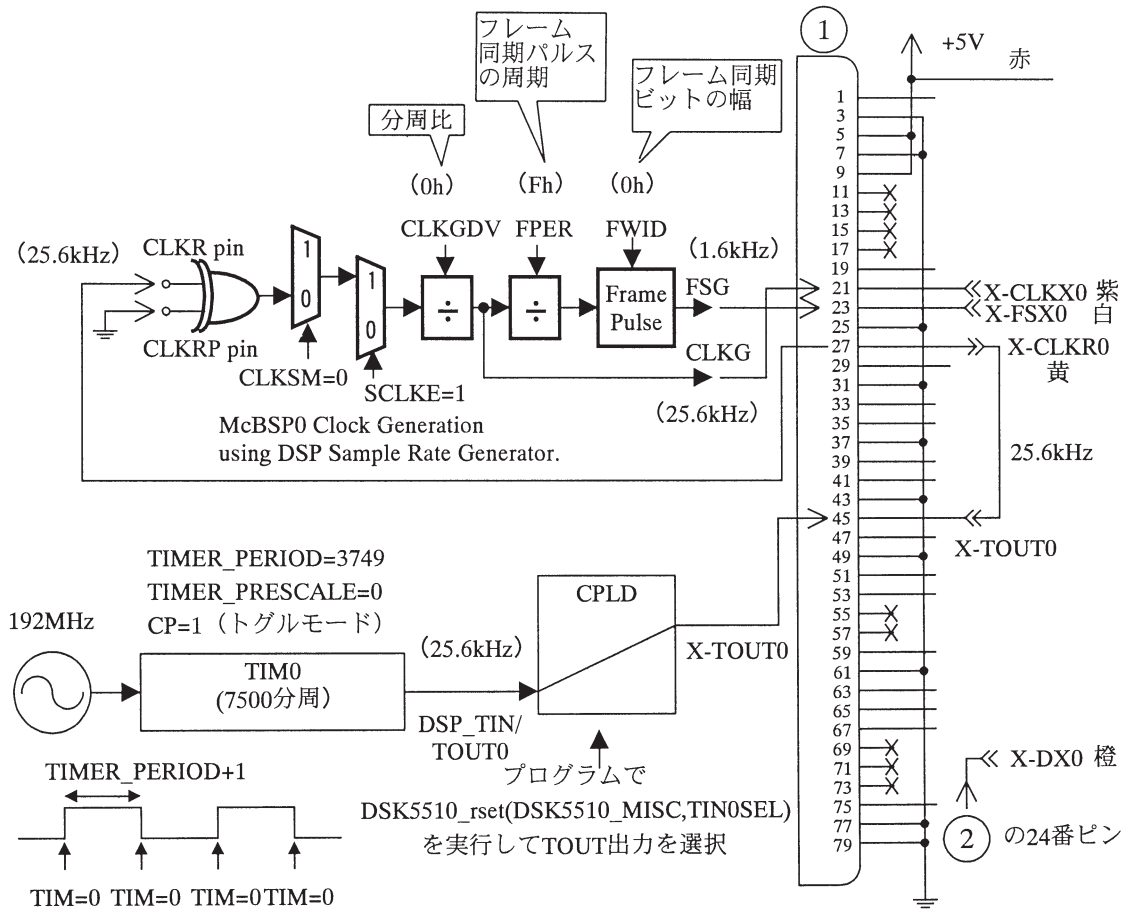 フレーム
同期パルス
の周期
フレーム同期
ビットの幅
分周比
(0h)
(Fh)
(0h)
CLKGDV
FPER
FWID
(25.6kHz)
CLKR pin
CLKRP pin
1
0
1
0
÷
÷
Frame
Pulse
(1.6kHz)
FSG
CLKG
(25.6kHz)
CLKSM=0
SCLKE=1
McBSP0 Clock Generation
using DSP Sample Rate Generator.
TIMER_PERIOD=3749
TIMER_PRESCALE=0
CP=1（トグルモード）
192MHz
TIM0
(7500分周)
(25.6kHz)
DSP_TIN/
TOUT0
CPLD
X-TOUT0
プログラムで
DSK5510_rset(DSK5510_MISC,TIN0SEL)
を実行してTOUT出力を選択
TIMER_PERIOD+1
TIM=0
TIM=0
TIM=0
TIM=0
①
+5V
赤
1
3
5
7
9
11
13
15
17
19
21
23
25
27
29
31
33
35
37
39
41
43
45
47
49
51
53
55
57
59
61
63
65
67
69
71
73
75
77
79
X-CLKX0 紫
X-FSX0 白
X-CLKR0
黄
25.6kHz
X-TOUT0
X-DX0 橙
② の24番ピン